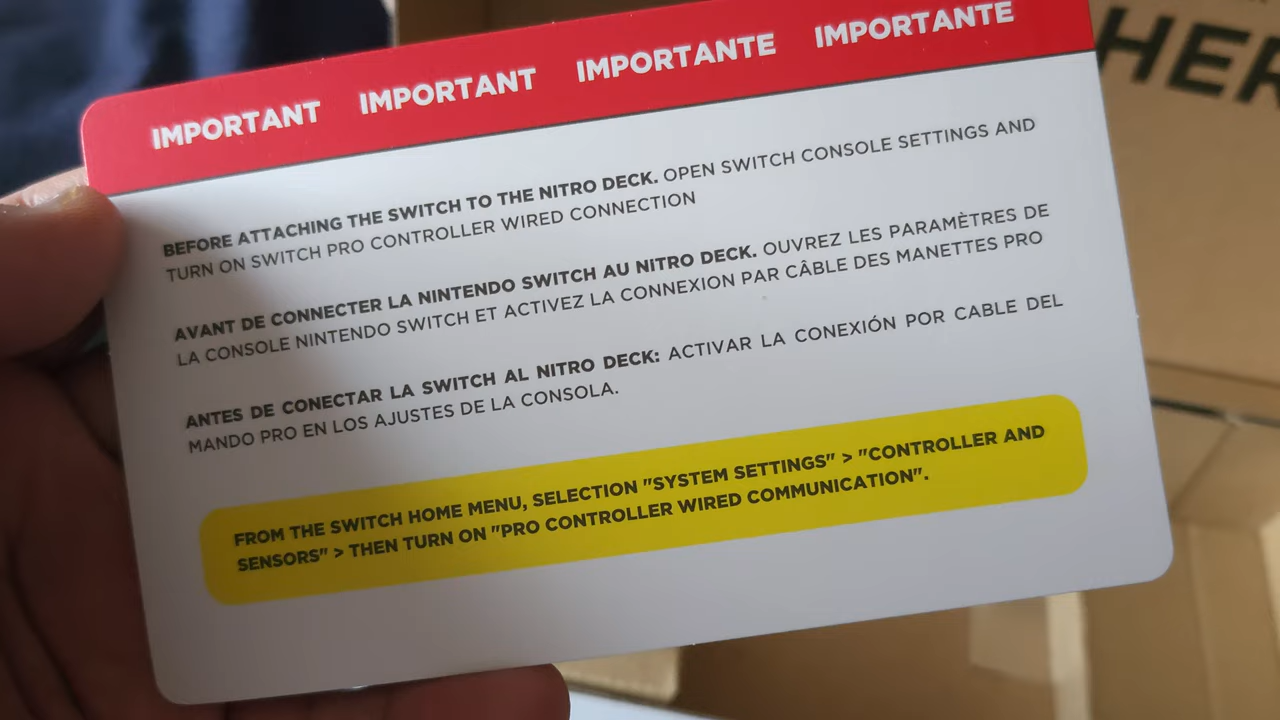 IMPORTANT IMPORTANT IMPORTANTE IMPORTANTE
BEFORE ATTACHING THE SWITCH TO THE NITRO DECK. OPEN SWITCH CONSOLE SETTINGS AND
TURN ON SWITCH PRO CONTROLLER WIRED CONNECTION
AVANT DE CONNECTER LA NINTENDO SWITCH AU NITRO DECK. OUVREZ LES PARAMÈTRES DE
LA CONSOLE NINTENDO SWITCH ET ACTIVEZ LA CONNEXION PAR CÂBLE DES MANETTES PRO
ANTES DE CONECTAR LA SWITCH AL NITRO DECK: ACTIVAR LA CONEXIÓN POR CABLE DEL
MANDO PRO EN LOS AJUSTES DE LA CONSOLA.
FROM THE SWITCH HOME MENU, SELECTION "SYSTEM SETTINGS" > "CONTROLLER AND
SENSORS" > THEN TURN ON "PRO CONTROLLER WIRED COMMUNICATION".